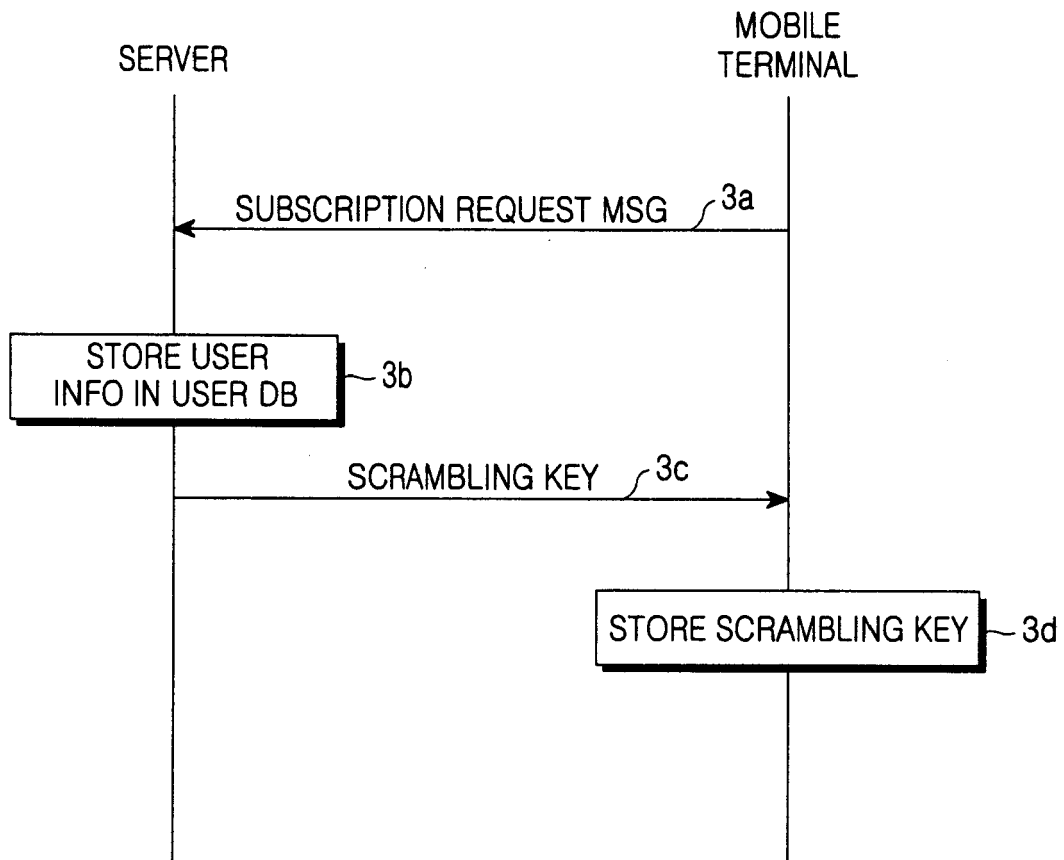 SERVER
MOBILE
TERMINAL
SUBSCRIPTION REQUEST MSG
3a
STORE USER
INFO IN USER DB
3b
SCRAMBLING KEY
3c
STORE SCRAMBLING KEY
3d